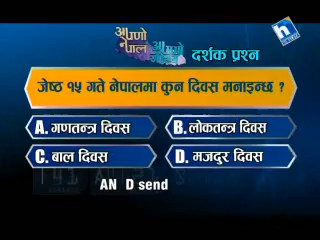 h
आफ्नो नेपाल आफ्नो गौरव
दर्शक प्रश्न
जेष्ठ १५ गते नेपालमा कुन दिवस मनाइन्छ ?
A. गणतन्त्र दिवस
B. लोकतन्त्र दिवस
C. बाल दिवस
D. मजदुर दिवस
AN D send